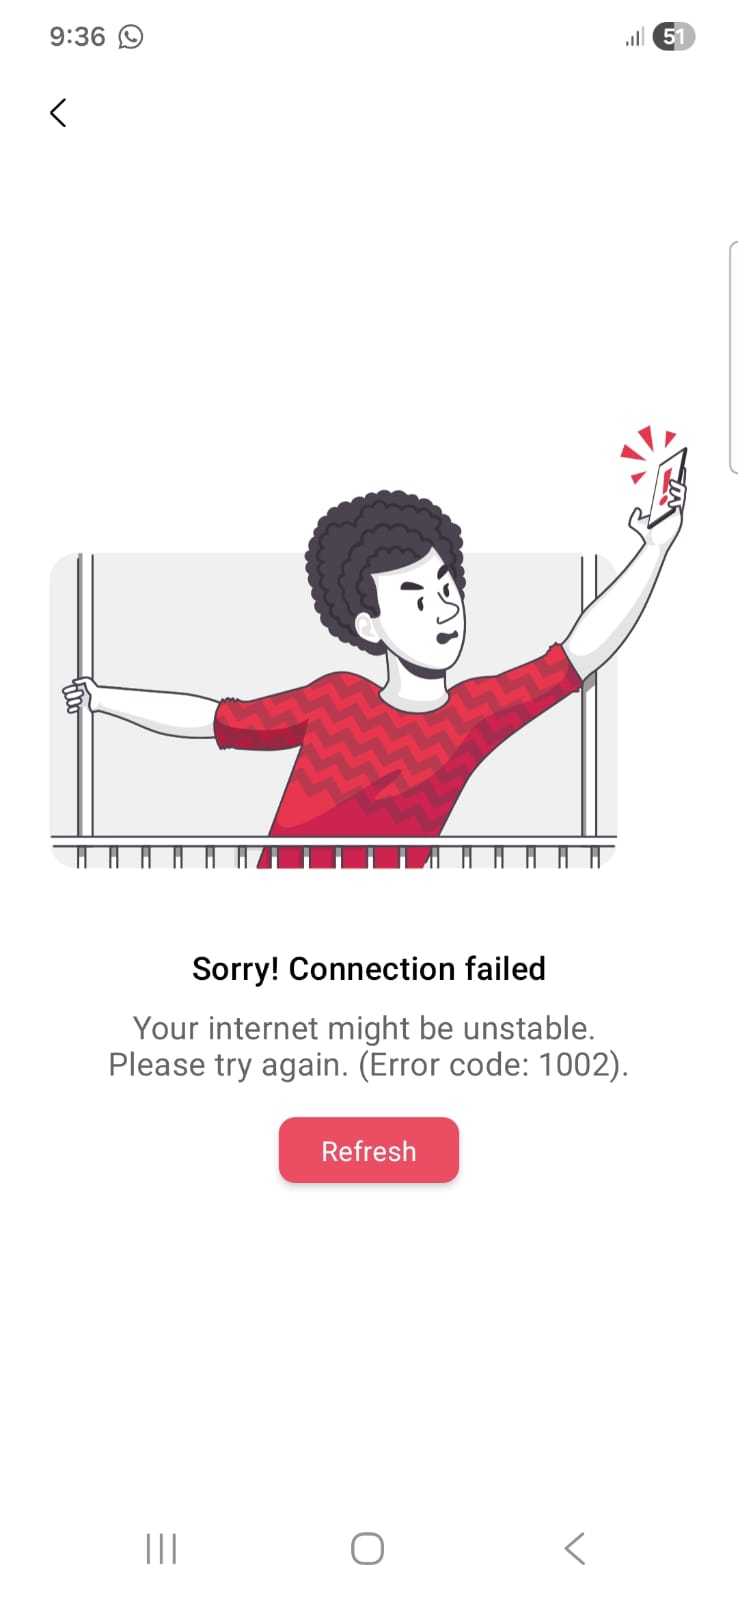 9:36
51
Sorry! Connection failed
Your internet might be unstable.
Please try again. (Error code: 1002).
Refresh